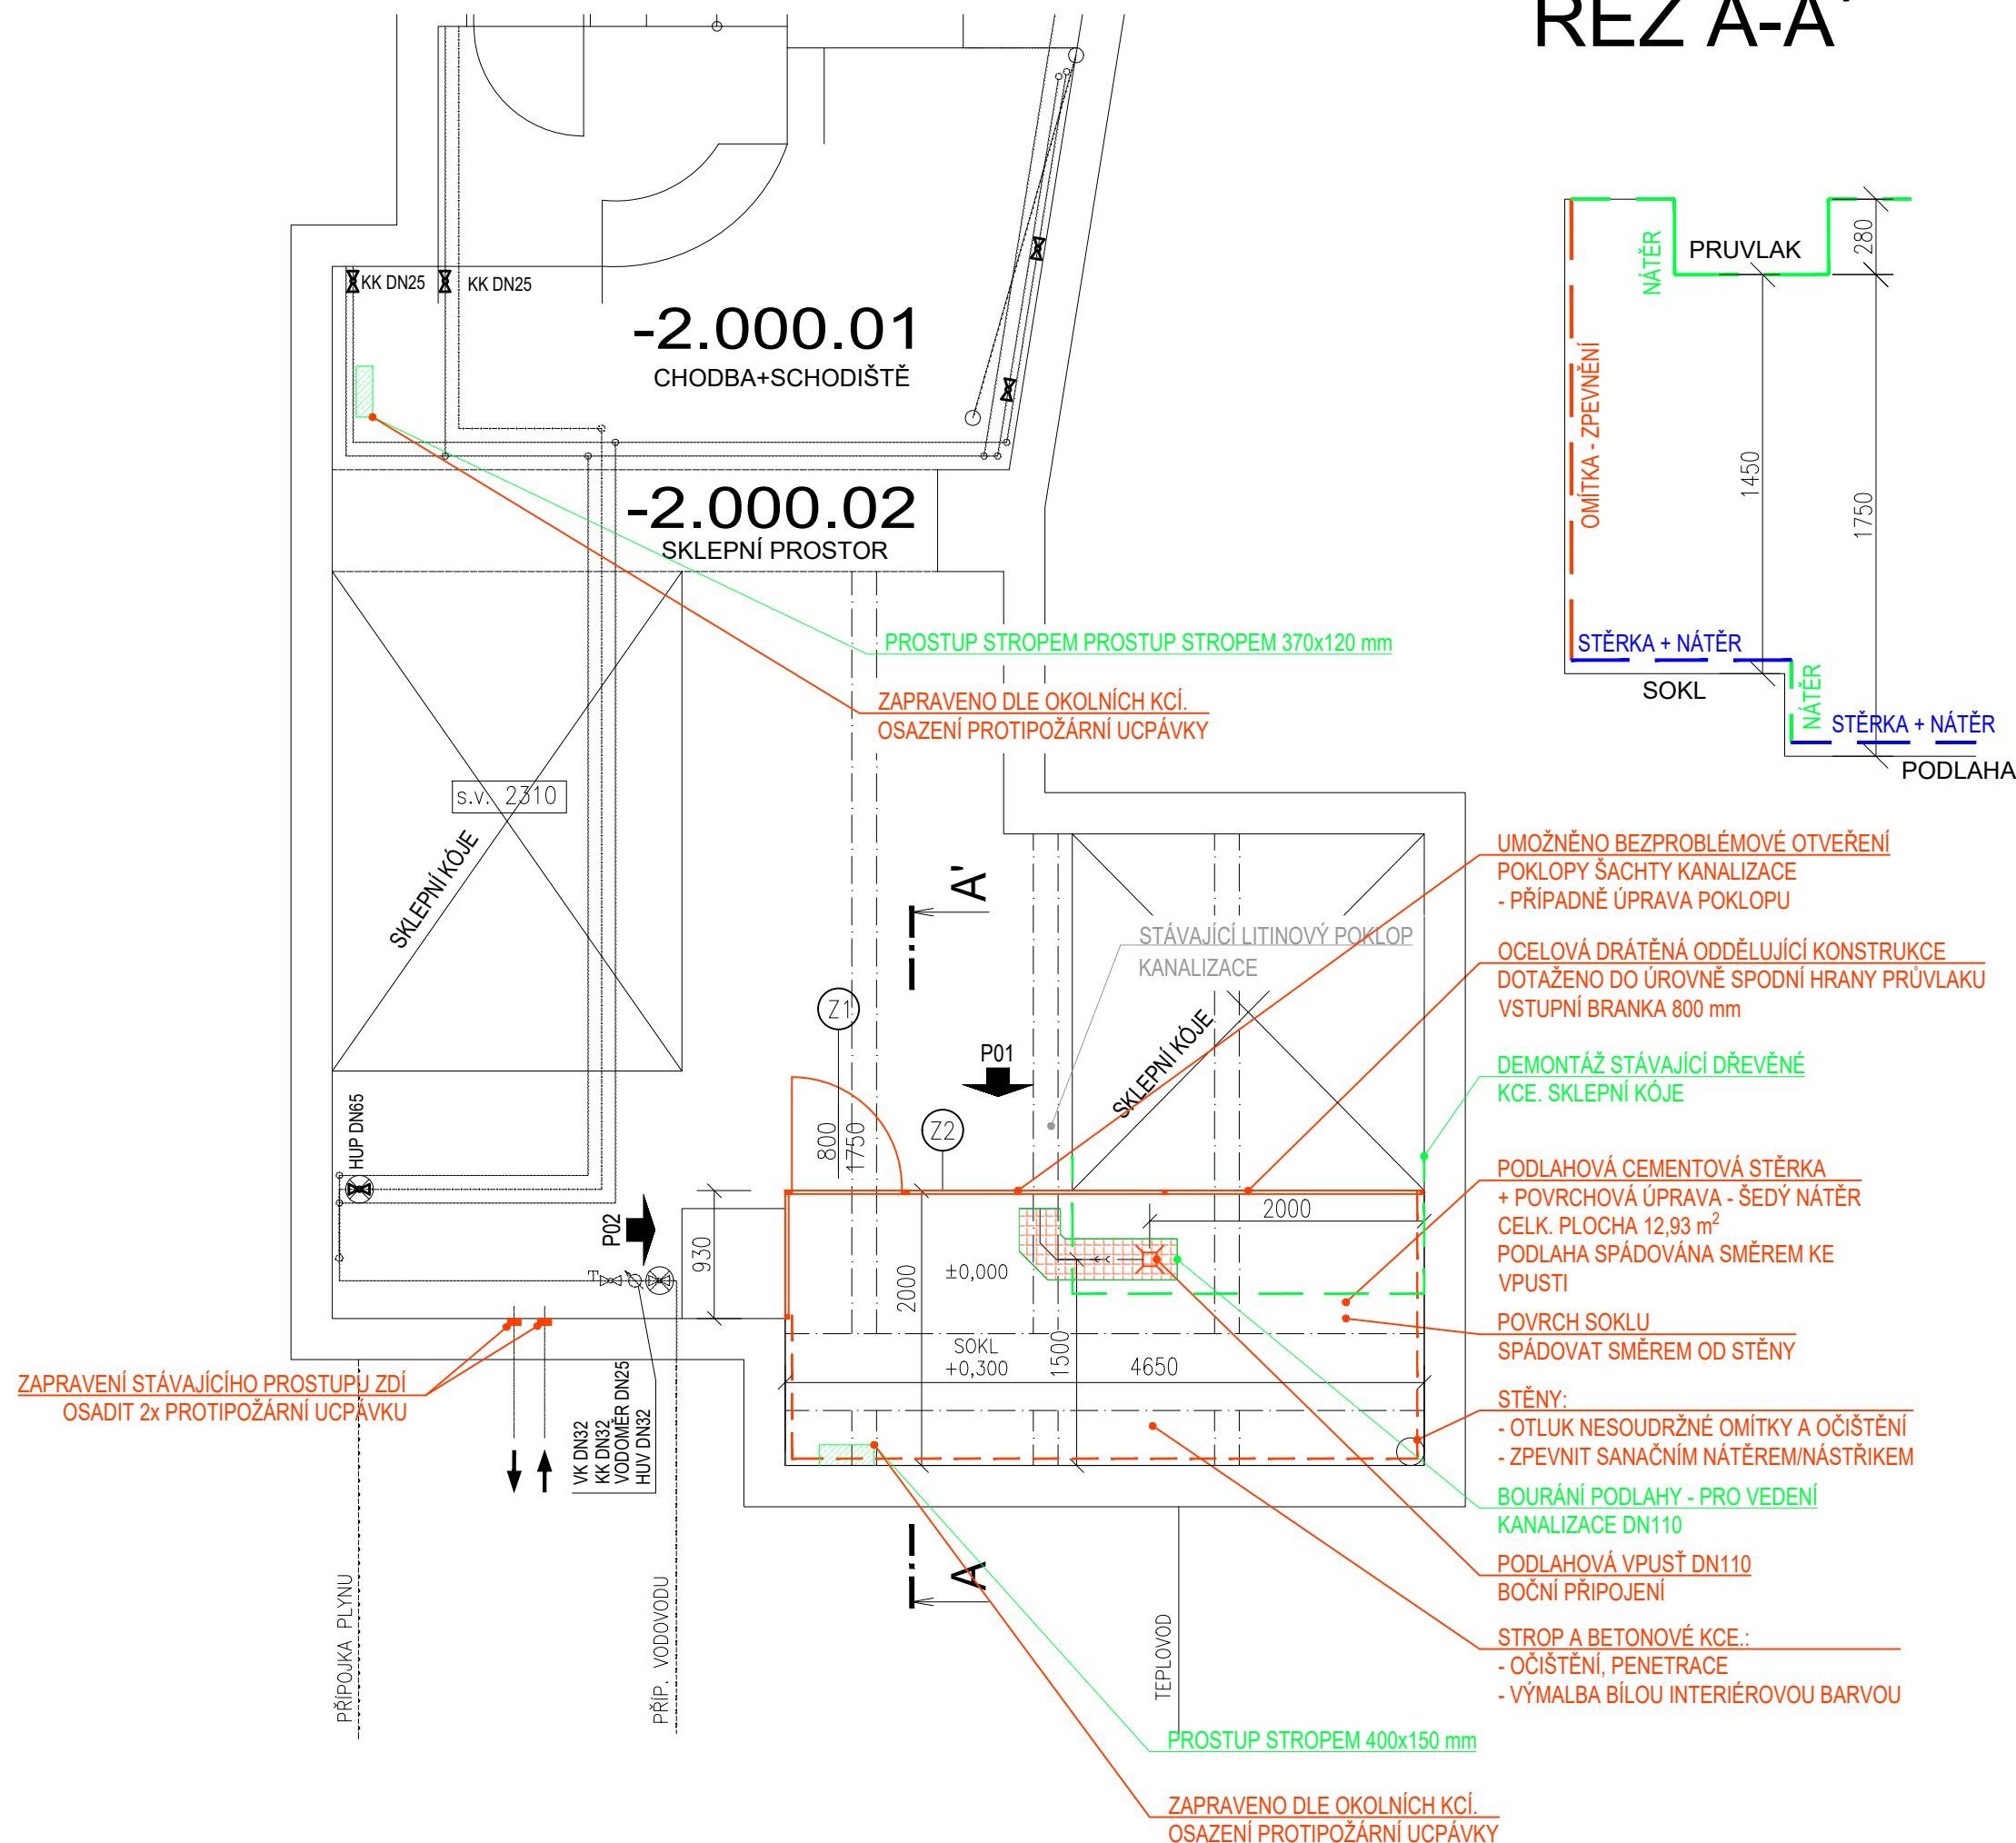 ŘEZ A-A'
KK DN25
KK DN25
-2.000.01
CHODBA+SCHODIŠTĚ
-2.000.02
SKLEPNÍ PROSTOR
NÁTĚR
PRUVLAK
280
OMÍTKA - ZPEVNĚNÍ
1450
1750
STĚRKA + NÁTĚR
SOKL
NÁTĚR
STĚRKA + NÁTĚR
PODLAHA
PROSTUP STROPEM PROSTUP STROPEM 370x120 mm
ZAPRAVENO DLE OKOLNÍCH KCÍ.
OSAZENÍ PROTIPOŽÁRNÍ UCPÁVKY
s.v. 2310
SKLEPNÍ KÓJE
A'
STÁVAJÍCÍ LITINOVÝ POKLOP
KANALIZACE
SKLEPNÍ KÓJE
Z1
P01
Z2
800
1750
HUP DN65
P02
930
2000
2000
±0,000
SOKL
+0,300
1500
4650
UMOŽNĚNO BEZPROBLÉMOVÉ OTVEŘENÍ
POKLOPY ŠACHTY KANALIZACE
- PŘÍPADNĚ ÚPRAVA POKLOPU
OCELOVÁ DRÁTĚNÁ ODDĚLUJÍCÍ KONSTRUKCE
DOTAŽENO DO ÚROVNĚ SPODNÍ HRANY PRŮVLAKU
VSTUPNÍ BRANKA 800 mm
DEMONTÁŽ STÁVAJÍCÍ DŘEVĚNÉ
KCE. SKLEPNÍ KÓJE
PODLAHOVÁ CEMENTOVÁ STĚRKA
+ POVRCHOVÁ ÚPRAVA - ŠEDÝ NÁTĚR
CELK. PLOCHA 12,93 m²
PODLAHA SPÁDOVÁNA SMĚREM KE
VPUSTI
POVRCH SOKLU
SPÁDOVAT SMĚREM OD STĚNY
STĚNY:
- OTLUK NESOUDRŽNÉ OMÍTKY A OČIŠTĚNÍ
- ZPEVNIT SANAČNÍM NÁTĚREM/NÁSTŘIKEM
BOURÁNÍ PODLAHY - PRO VEDENÍ
KANALIZACE DN110
PODLAHOVÁ VPUSŤ DN110
BOČNÍ PŘIPOJENÍ
STROP A BETONOVÉ KCE.:
- OČIŠTĚNÍ, PENETRACE
- VÝMALBA BÍLOU INTERIÉROVOU BARVOU
ZAPRAVENÍ STÁVAJÍCÍHO PROSTUPU ZDÍ
OSADIT 2x PROTIPOŽÁRNÍ UCPÁVKU
VK DN32
KK DN32
VODOMĚR DN25
HUV DN32
A
PŘÍPOJKA PLYNU
PŘÍP. VODOVODU
TEPLOVOD
PROSTUP STROPEM 400x150 mm
ZAPRAVENO DLE OKOLNÍCH KCÍ.
OSAZENÍ PROTIPOŽÁRNÍ UCPÁVKY